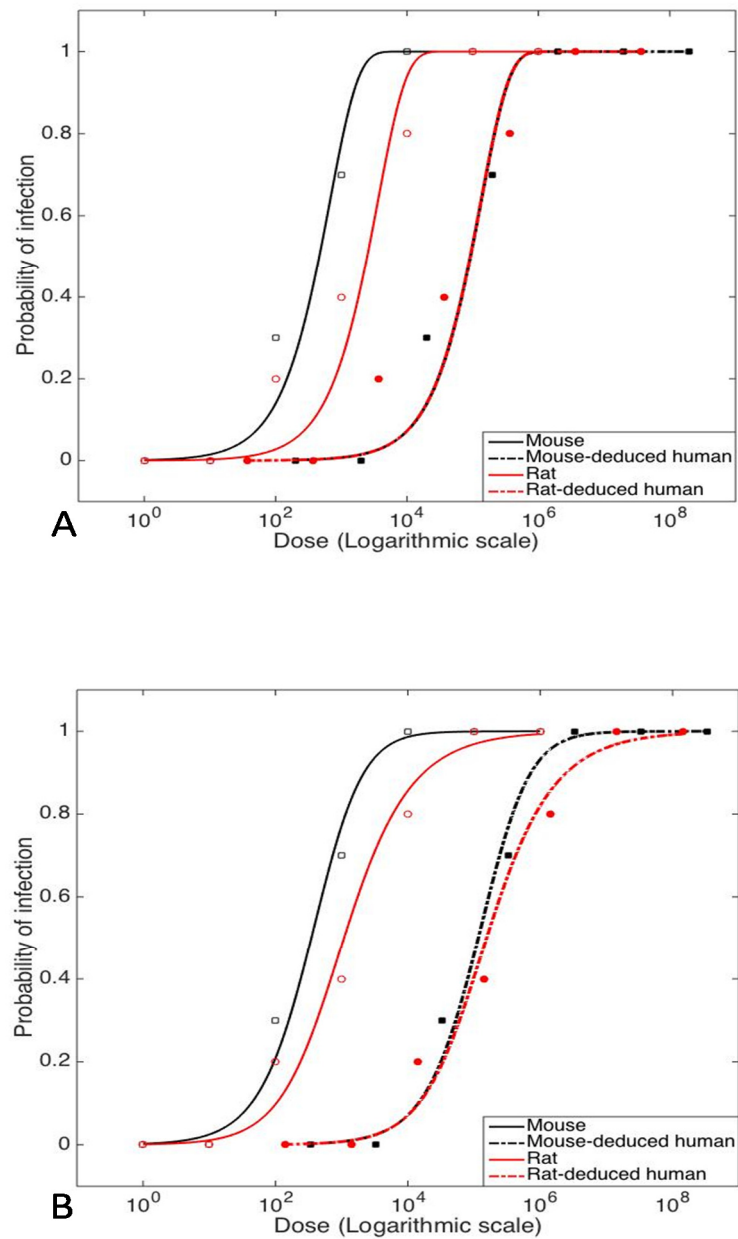 1
0.8
0.6
0.4
0.2
0
Probability of infection
Mouse
Mouse-deduced human
Rat
Rat-deduced human
A
10^0 10^2 10^4 10^6 10^8
Dose (Logarithmic scale)
1
0.8
0.6
0.4
0.2
0
Probability of infection
Mouse
Mouse-deduced human
Rat
Rat-deduced human
B
10^0 10^2 10^4 10^6 10^8
Dose (Logarithmic scale)